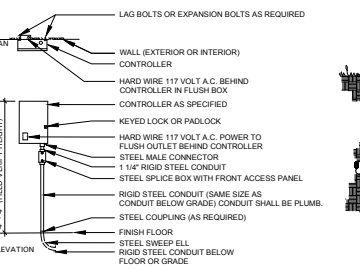 LAG BOLTS OR EXPANSION BOLTS AS REQUIRED
WALL (EXTERIOR OR INTERIOR)
CONTROLLER
HARD WIRE 117 VOLT A.C. BEHIND
CONTROLLER IN FLUSH BOX
CONTROLLER AS SPECIFIED
KEYED LOCK OR PADLOCK
HARD WIRE 117 VOLT A.C. POWER TO
FLUSH OUTLET BEHIND CONTROLLER
STEEL MALE CONNECTOR
1 1/4" RIGID STEEL CONDUIT
STEEL SPLICE BOX WITH FRONT ACCESS PANEL
RIGID STEEL CONDUIT (SAME SIZE AS
CONDUIT BELOW GRADE) CONDUIT SHALL BE PLUMB.
STEEL COUPLING (AS REQUIRED)
FINISH FLOOR
STEEL SWEEP ELL
RIGID STEEL CONDUIT BELOW
FLOOR OR GRADE